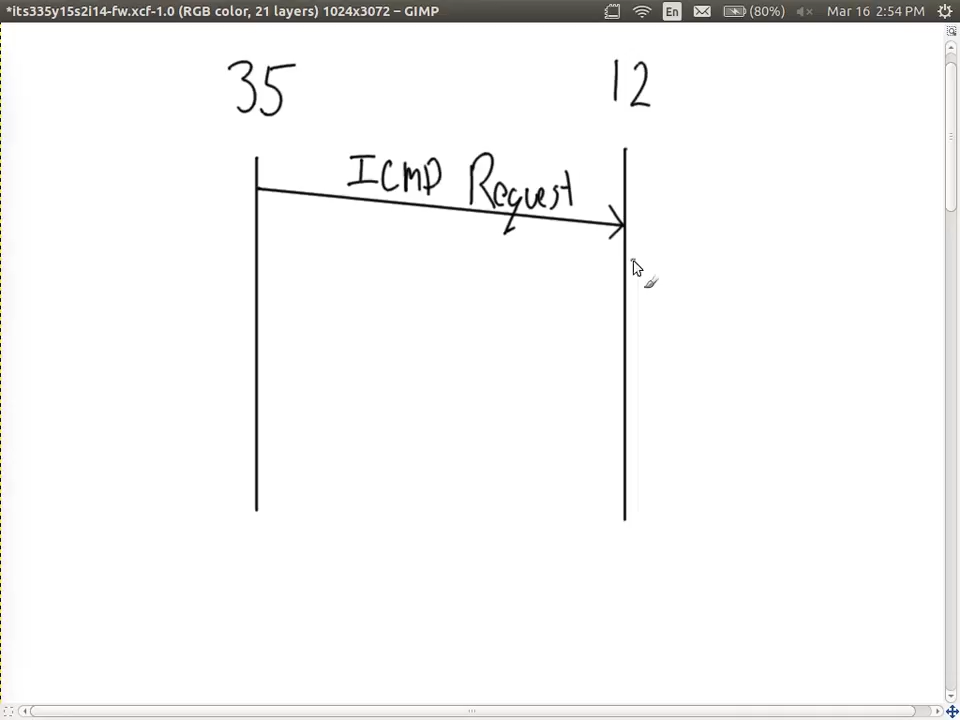 *its335y15s2i14-fw.xcf-1.0 (RGB color, 21 layers) 1024x3072 – GIMP
En
(80%)
Mar 16 2:54 PM
35
12
ICMP Request